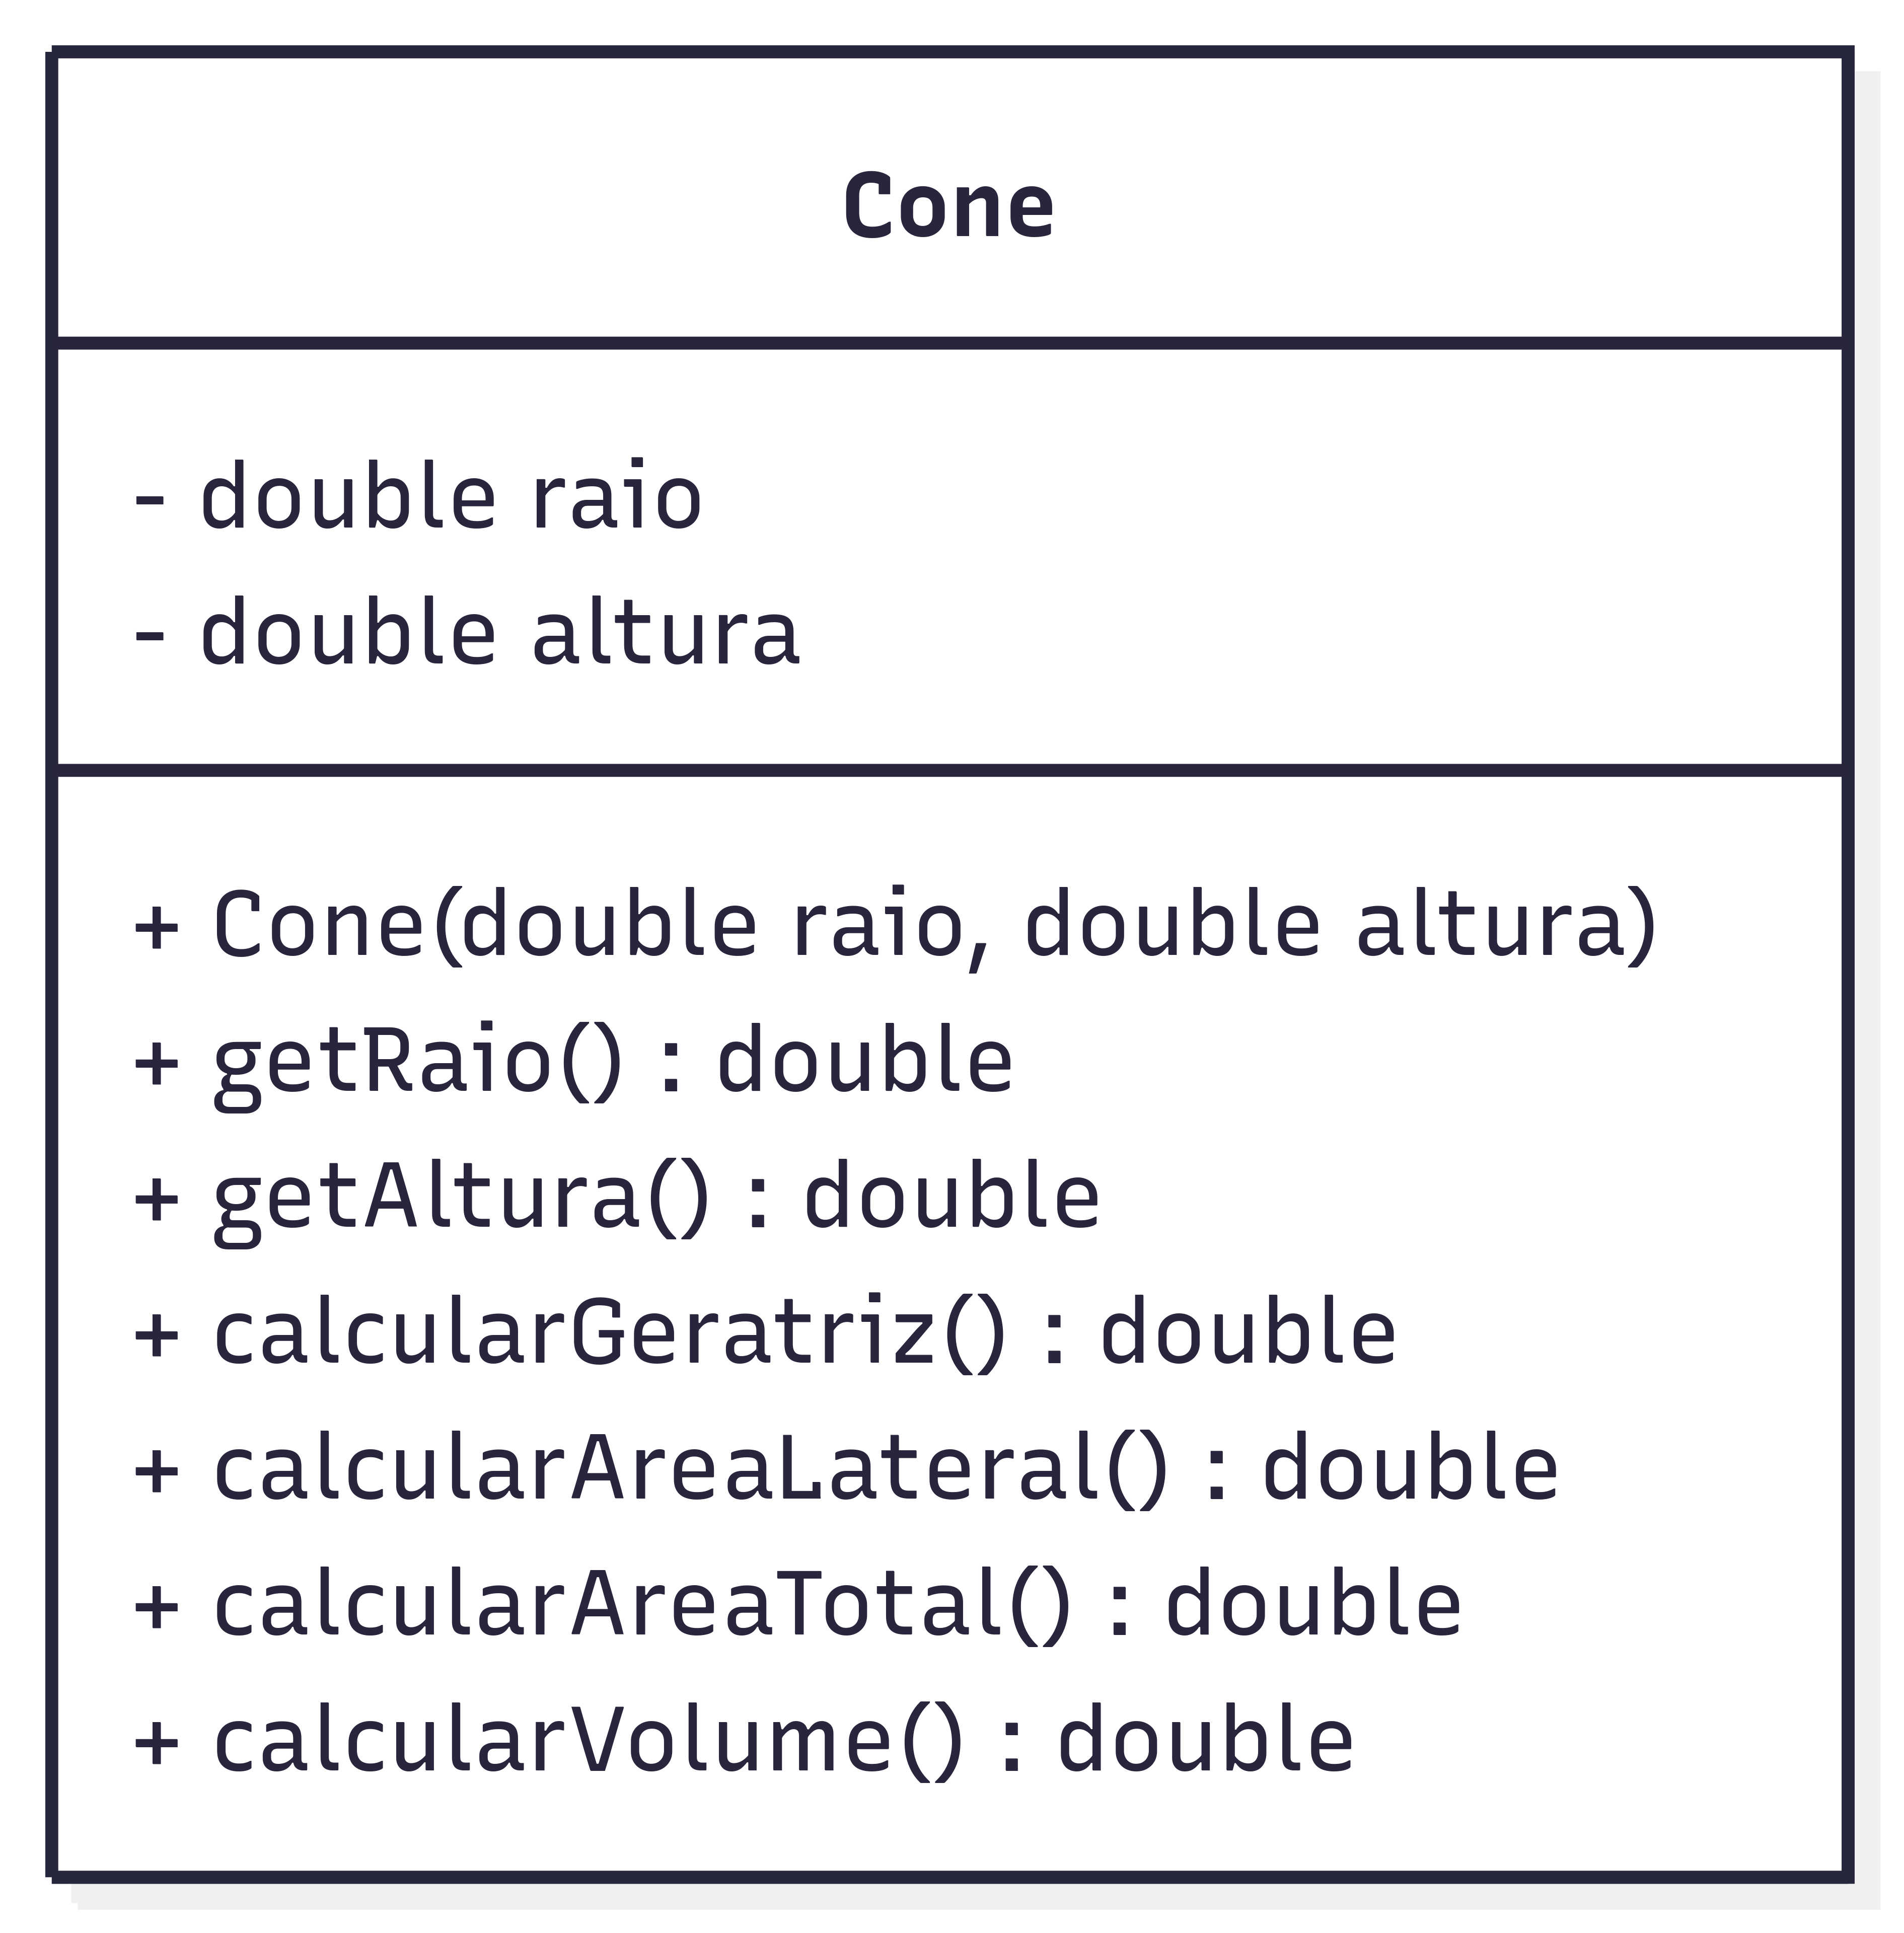 Cone
- double raio
- double altura
+ Cone(double raio, double altura)
+ getRaio() : double
+ getAltura() : double
+ calcularGeratriz() : double
+ calcularAreaLateral() : double
+ calcularAreaTotal() : double
+ calcularVolume() : double